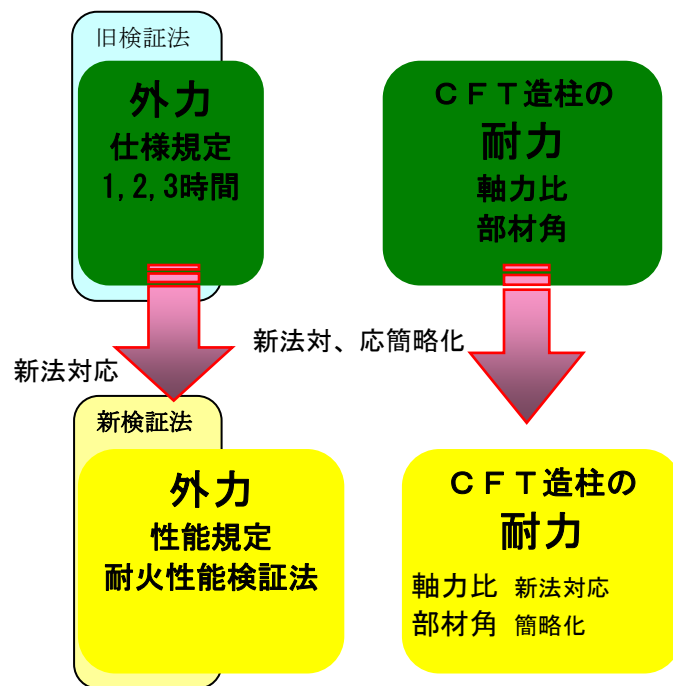 旧検証法
外力
仕様規定
1,2,3時間
ＣＦＴ造柱の
耐力
軸力比
部材角
新法対応
新法対、応簡略化
新検証法
外力
性能規定
耐火性能検証法
ＣＦＴ造柱の
耐力
軸力比 新法対応
部材角 簡略化